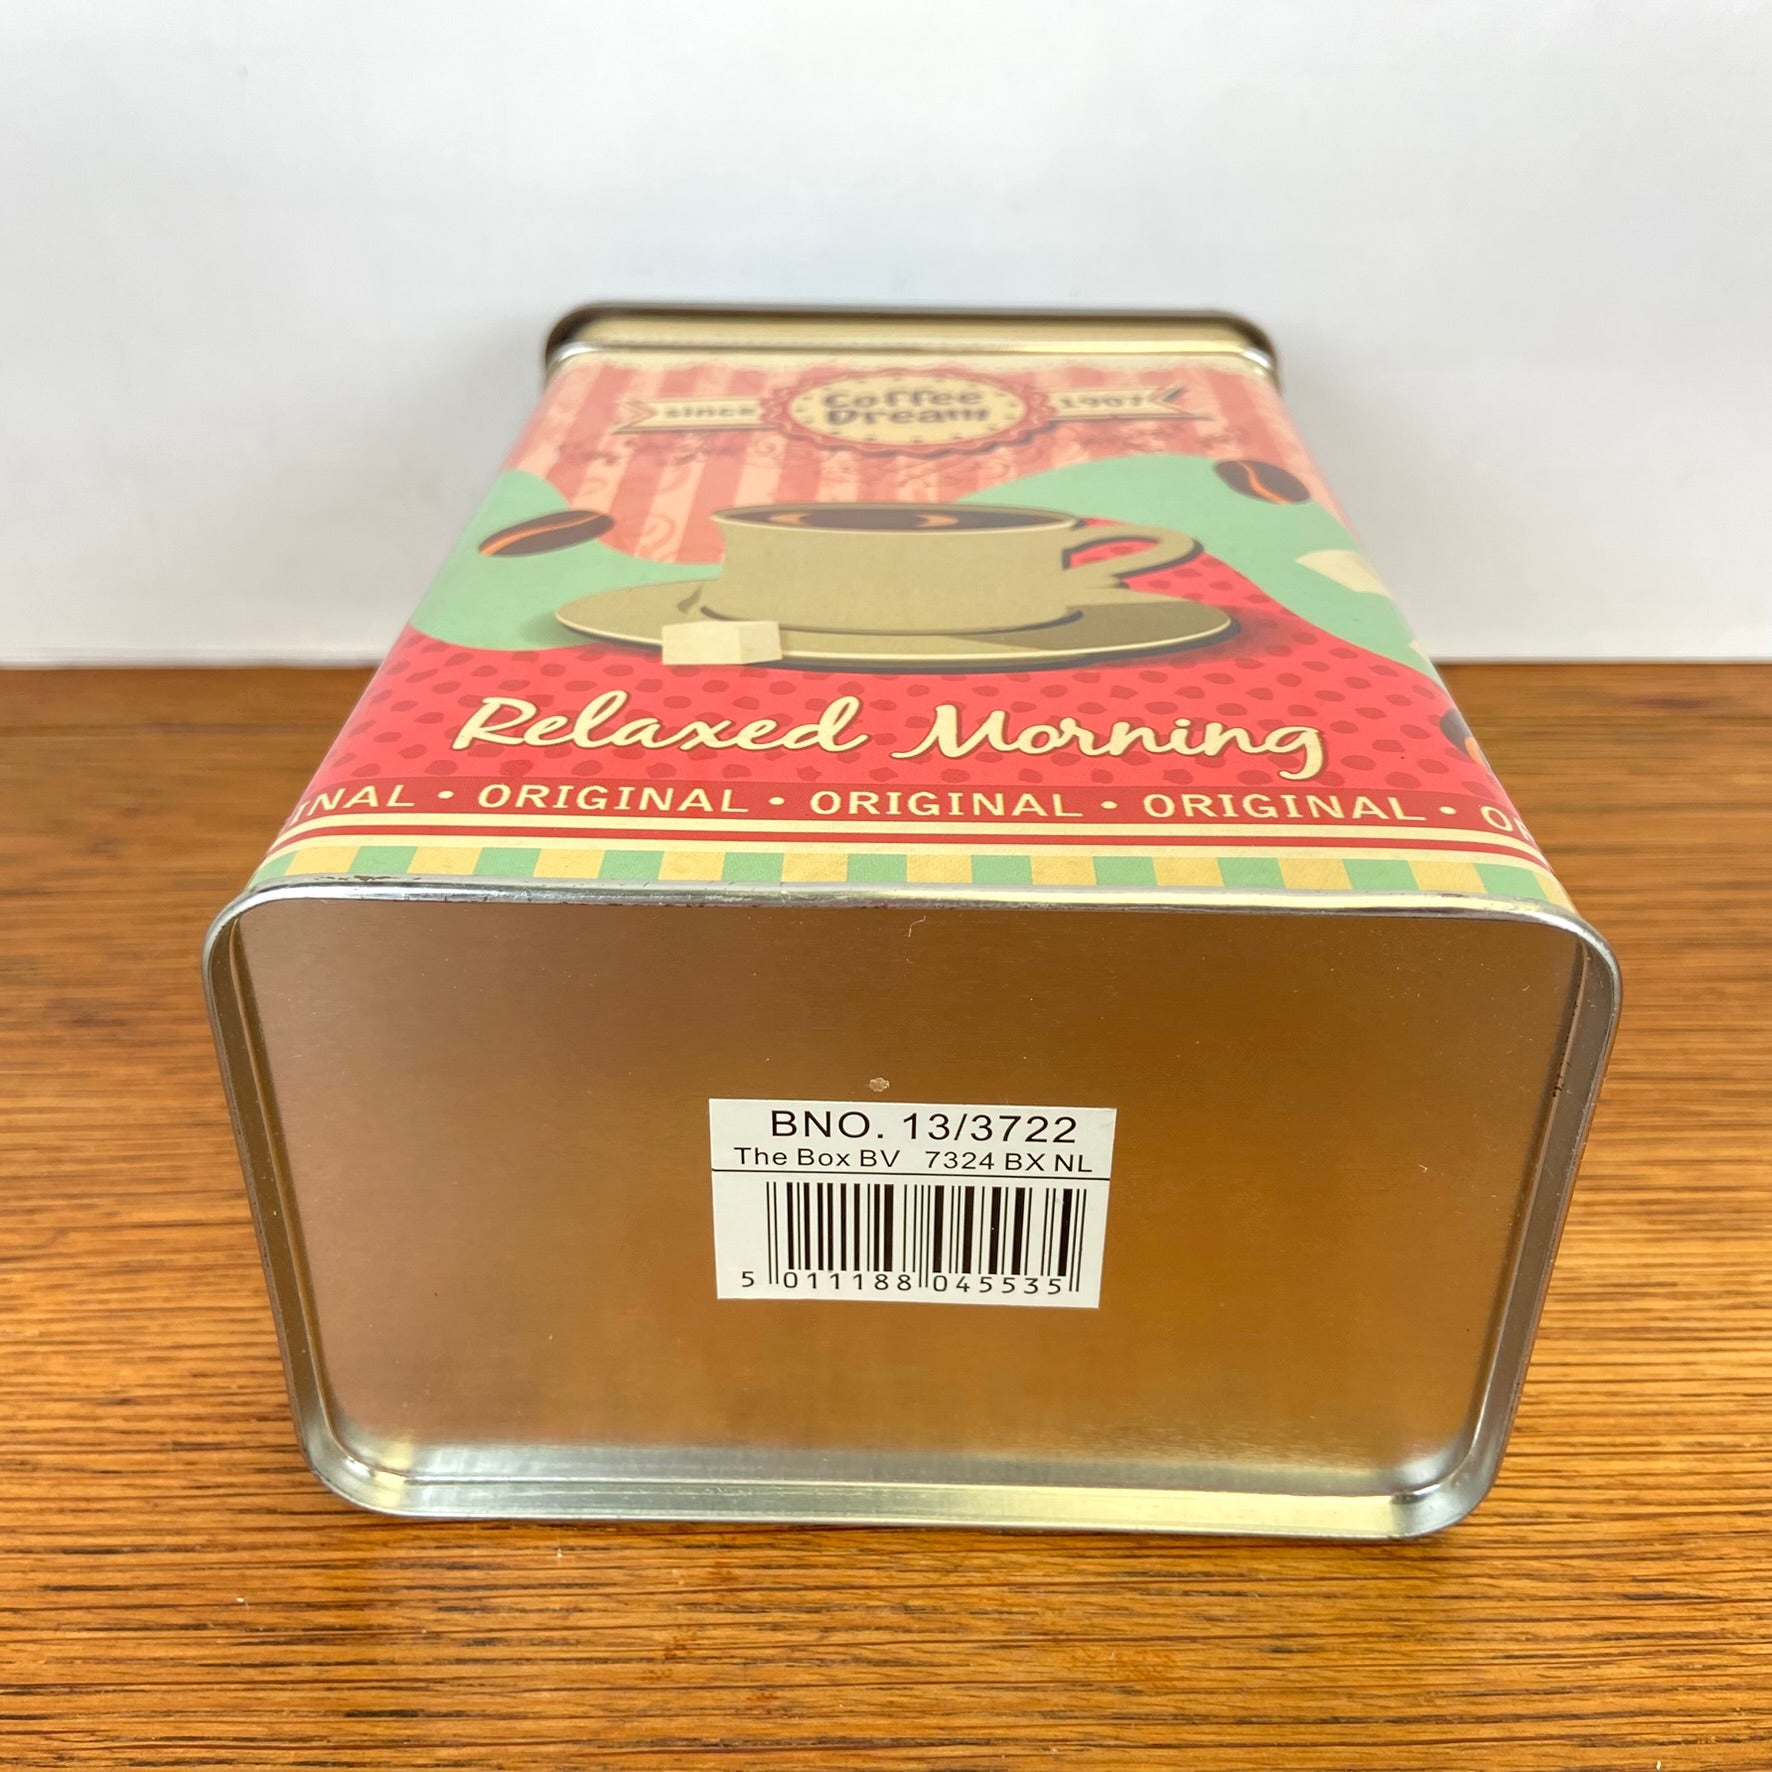 since Coffee Dream 1907
Relaxed Morning
INAL • ORIGINAL • ORIGINAL • ORIGINAL • O
BNO. 13/3722
The Box BV 7324 BX NL
5 011188 045535